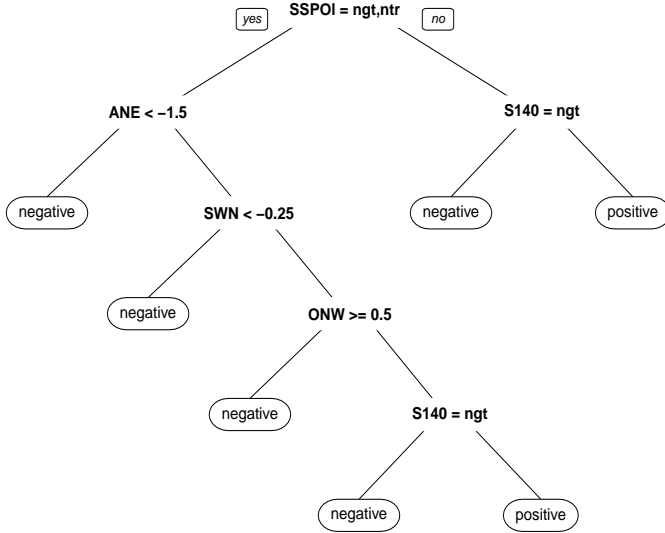 SSPOI = ngt,ntr
yes
no
ANE < −1.5
S140 = ngt
negative
SWN < −0.25
negative
positive
negative
ONW >= 0.5
negative
S140 = ngt
negative
positive